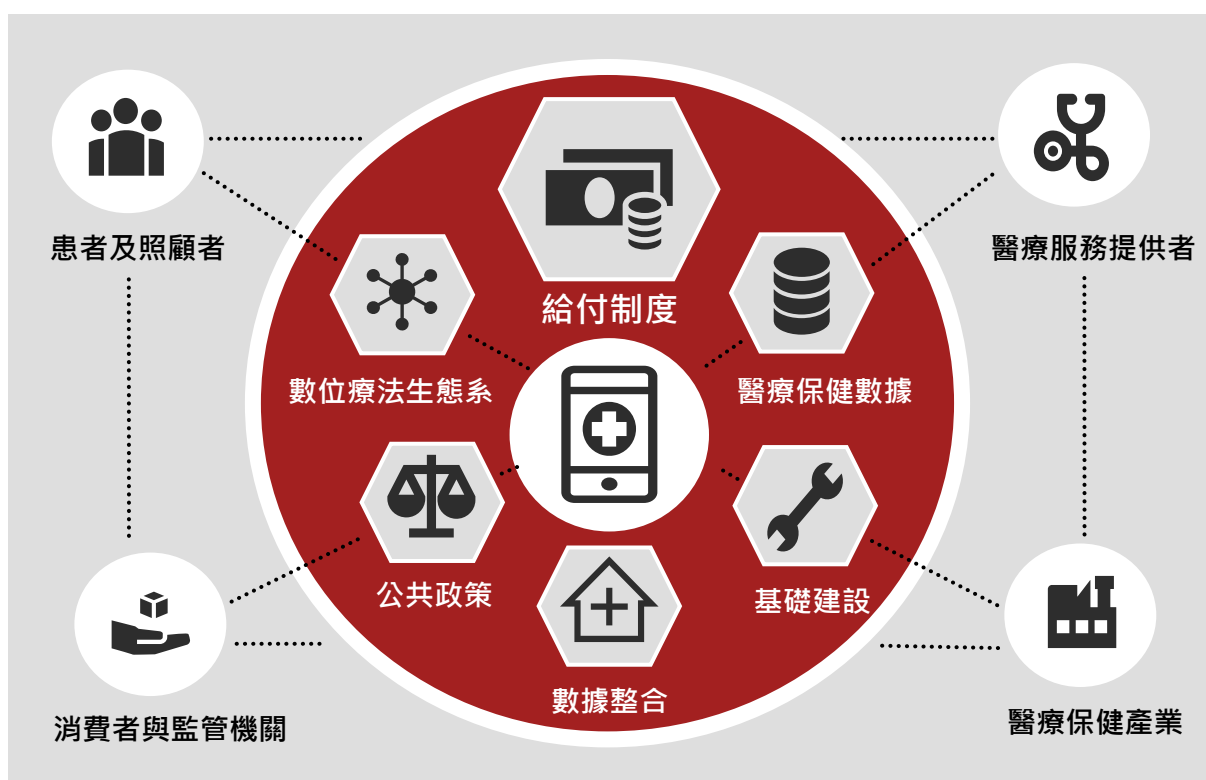 患者及照顧者
醫療服務提供者
給付制度
數位療法生態系
醫療保健數據
公共政策
基礎建設
數據整合
消費者與監管機關
醫療保健產業